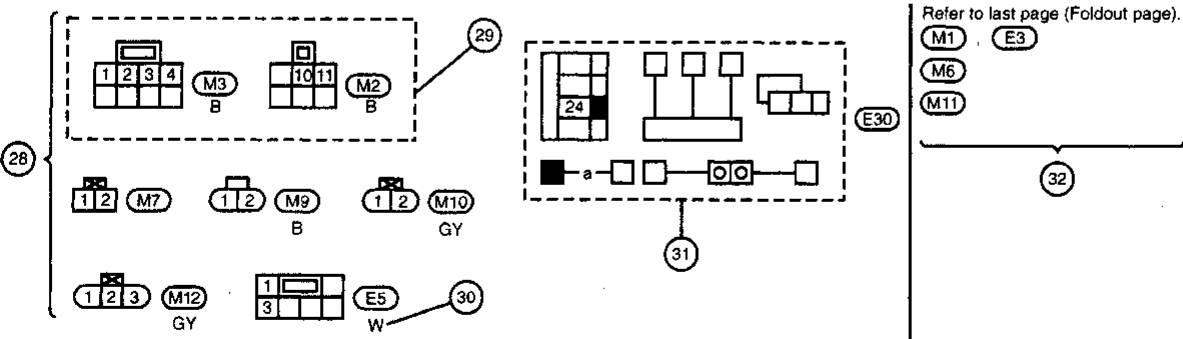 Refer to last page (Foldout page).
M1 , E3
M6
M11
32
28
29
1 2 3 4
M3
B
10 11
M2
B
1 2
M7
1 2
M9
B
1 2
M10
GY
1 2 3
M12
GY
1
3
E5
W
30
24
a
E30
31